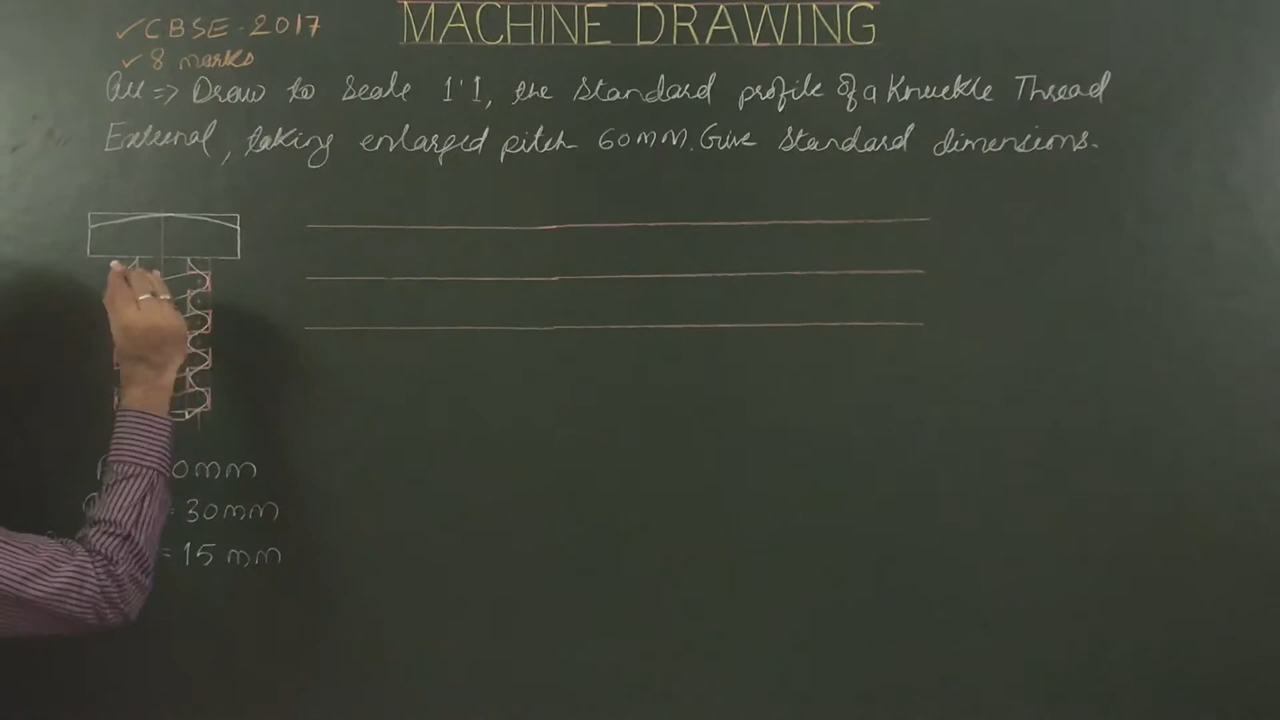 MACHINE DRAWING
✓ CBSE-2017
✓ 8 marks
Qu ⇒ Draw to Scale 1:1, the Standard profile of a Knuckle Thread
External, taking enlarged pitch 60mm. Give Standard dimensions.
0mm
= 30mm
= 15 mm